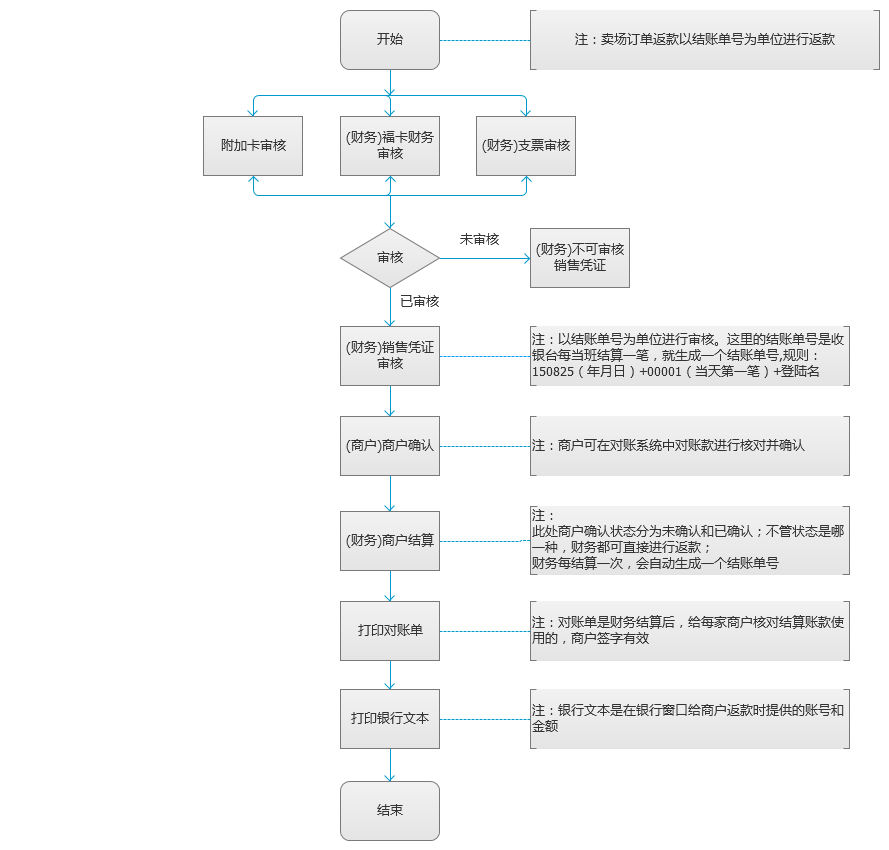 开始
注：卖场订单返款以结账单号为单位进行返款
附加卡审核
(财务)福卡财务
审核
(财务)支票审核
审核
未审核
(财务)不可审核
销售凭证
已审核
(财务)销售凭证
审核
注：以结账单号为单位进行审核。这里的结账单号是收
银台每当班结算一笔，就生成一个结账单号,规则：
150825（年月日）+00001（当天第一笔）+登陆名
(商户)商户确认
注：商户可在对账系统中对账款进行核对并确认
(财务)商户结算
注：
此处商户确认状态分为未确认和已确认；不管状态是哪
一种，财务都可直接进行返款；
财务每结算一次，会自动生成一个结账单号
打印对账单
注：对账单是财务结算后，给每家商户核对结算账款使
用的，商户签字有效
打印银行文本
注：银行文本是在银行窗口给商户返款时提供的账号和
金额
结束